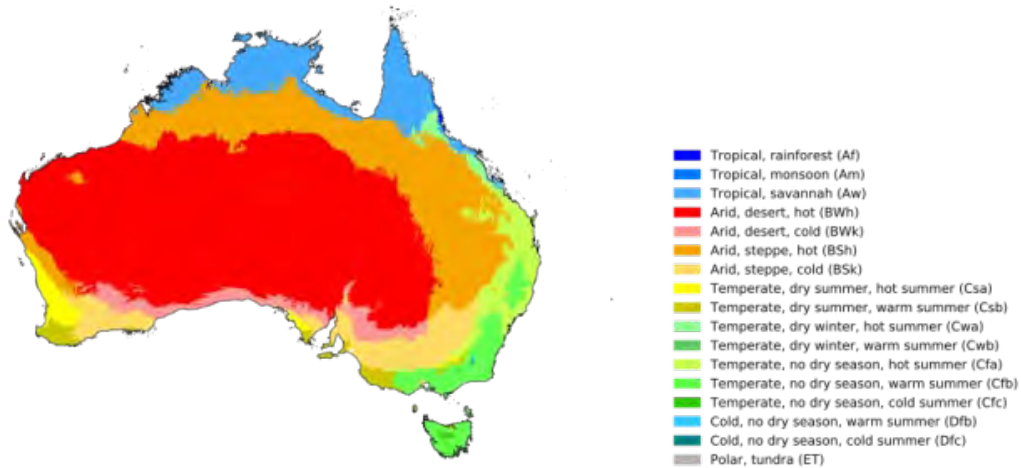 Tropical, rainforest (Af)
Tropical, monsoon (Am)
Tropical, savannah (Aw)
Arid, desert, hot (BWh)
Arid, desert, cold (BWk)
Arid, steppe, hot (BSh)
Arid, steppe, cold (BSk)
Temperate, dry summer, hot summer (Csa)
Temperate, dry summer, warm summer (Csb)
Temperate, dry winter, hot summer (Cwa)
Temperate, dry winter, warm summer (Cwb)
Temperate, no dry season, hot summer (Cfa)
Temperate, no dry season, warm summer (Cfb)
Temperate, no dry season, cold summer (Cfc)
Cold, no dry season, warm summer (Dfb)
Cold, no dry season, cold summer (Dfc)
Polar, tundra (ET)